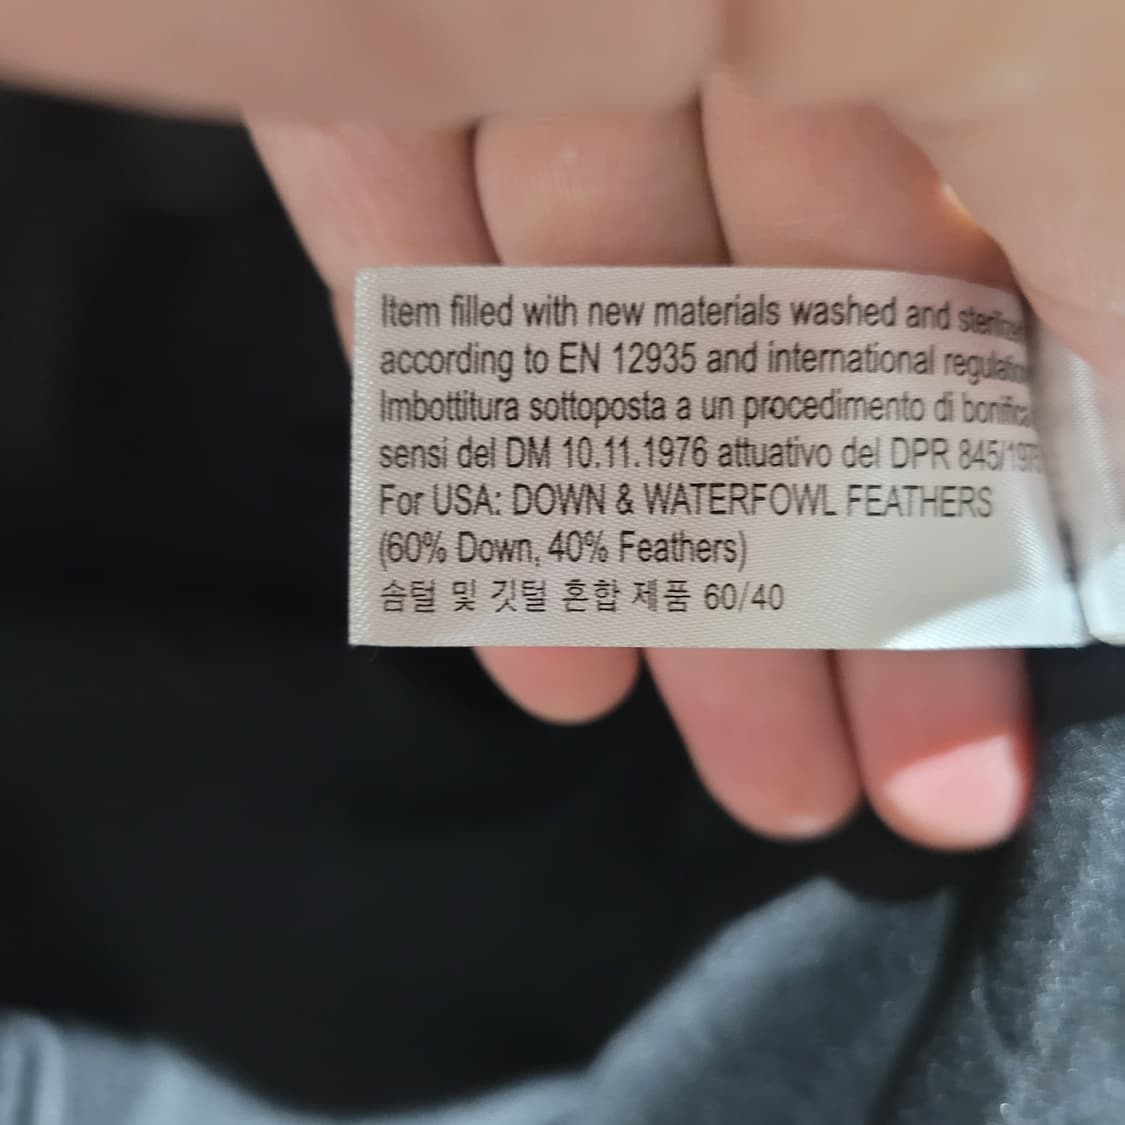 Item filled with new materials washed and
according to EN 12935 and international
Imbottitura sottoposta a un procedimento di
sensi del DM 10.11.1976 attuativo del DPR
For USA: DOWN & WATERFOWL FEATHERS
(60% Down, 40% Feathers)
솜털 및 깃털 혼합 제품 60/40